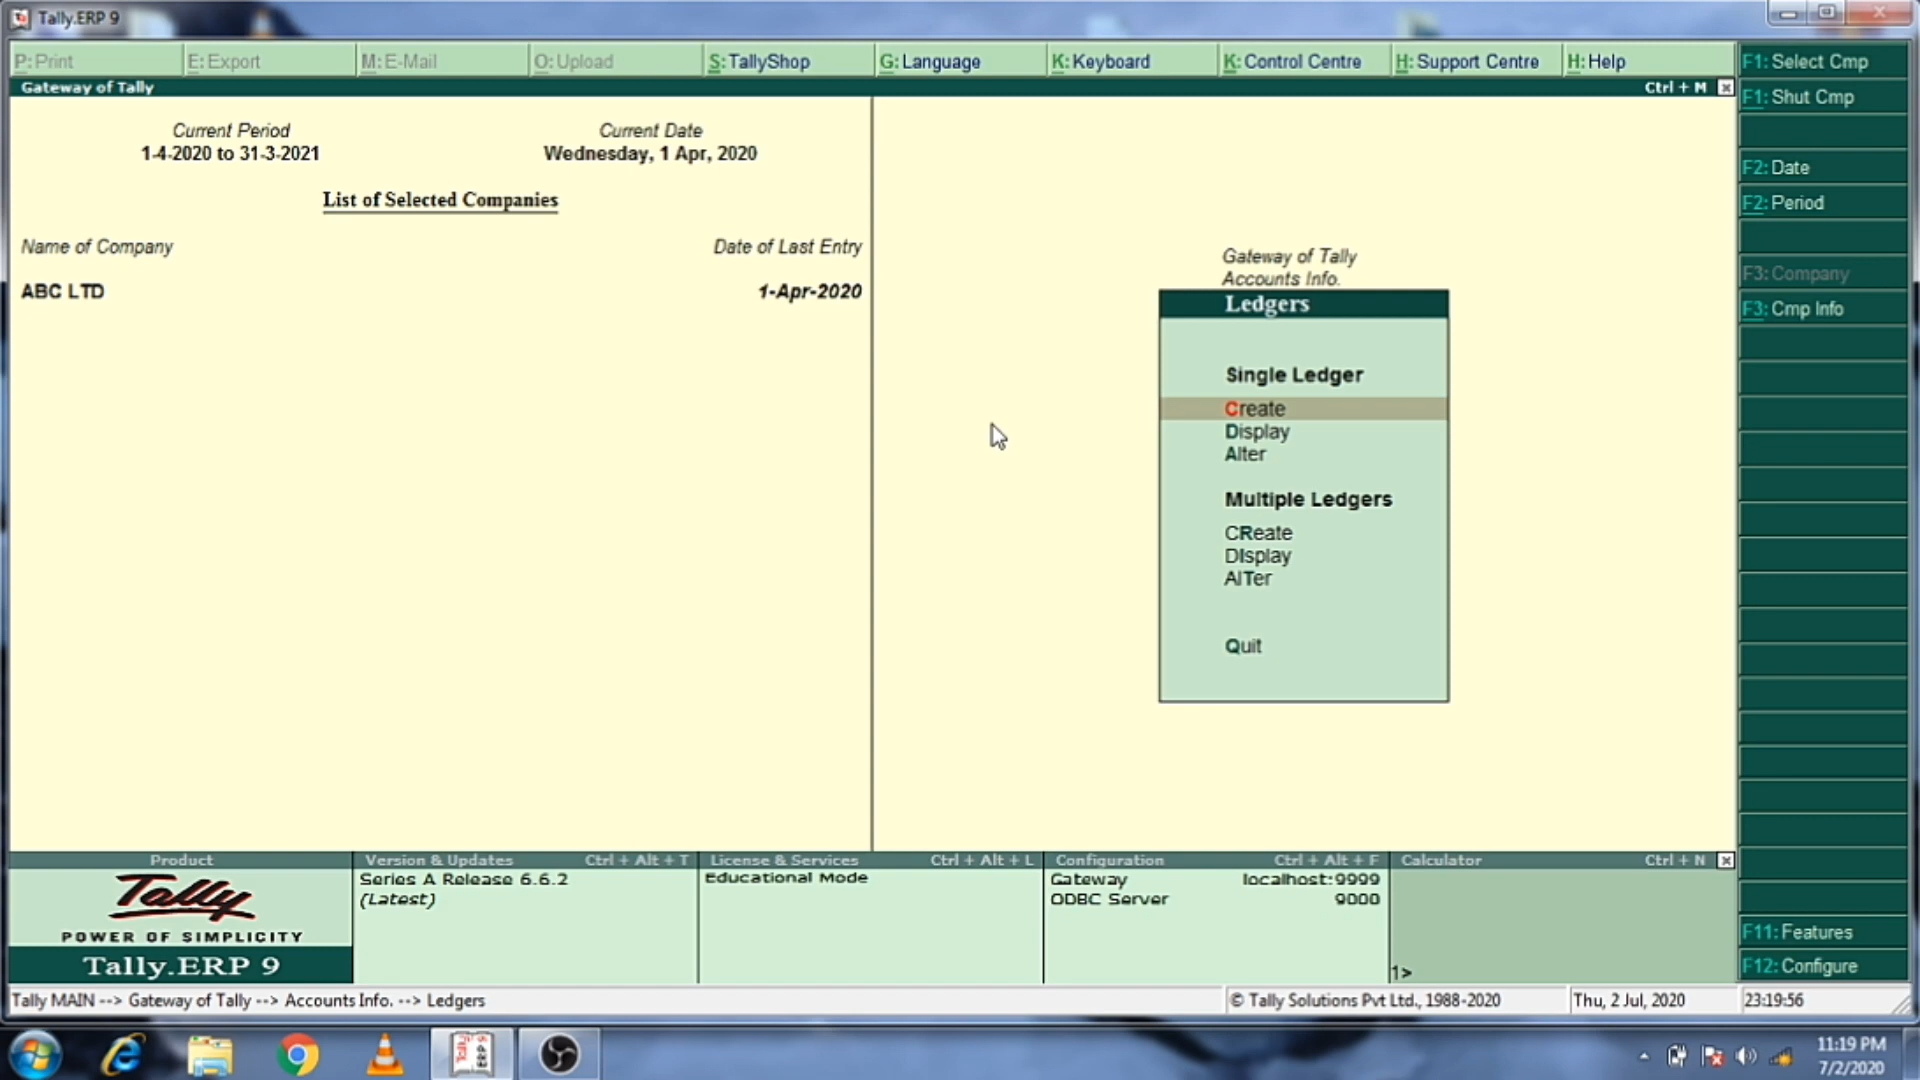 Tally.ERP 9
P: Print
E: Export
M: E-Mail
O: Upload
S: TallyShop
G: Language
K: Keyboard
K: Control Centre
H: Support Centre
H: Help
Gateway of Tally
Ctrl + M
Current Period
1-4-2020 to 31-3-2021
Current Date
Wednesday, 1 Apr, 2020
List of Selected Companies
Name of Company
Date of Last Entry
ABC LTD
1-Apr-2020
Gateway of Tally
Accounts Info.
Ledgers
Single Ledger
Create
Display
Alter
Multiple Ledgers
CReate
DIsplay
AlTer
Quit
F1: Select Cmp
F1: Shut Cmp
F2: Date
F2: Period
F3: Company
F3: Cmp Info
F11: Features
F12: Configure
Product
Tally
POWER OF SIMPLICITY
Tally.ERP 9
Version & Updates
Ctrl + Alt + T
Series A Release 6.6.2
(Latest)
License & Services
Ctrl + Alt + L
Educational Mode
Configuration
Ctrl + Alt + F
Gateway
localhost:9999
ODBC Server
9000
Calculator
Ctrl + N
1>
Tally MAIN --> Gateway of Tally --> Accounts Info. --> Ledgers
© Tally Solutions Pvt Ltd., 1988-2020
Thu, 2 Jul, 2020
23:19:56
Tally
ERP 9
11:19 PM
7/2/2020